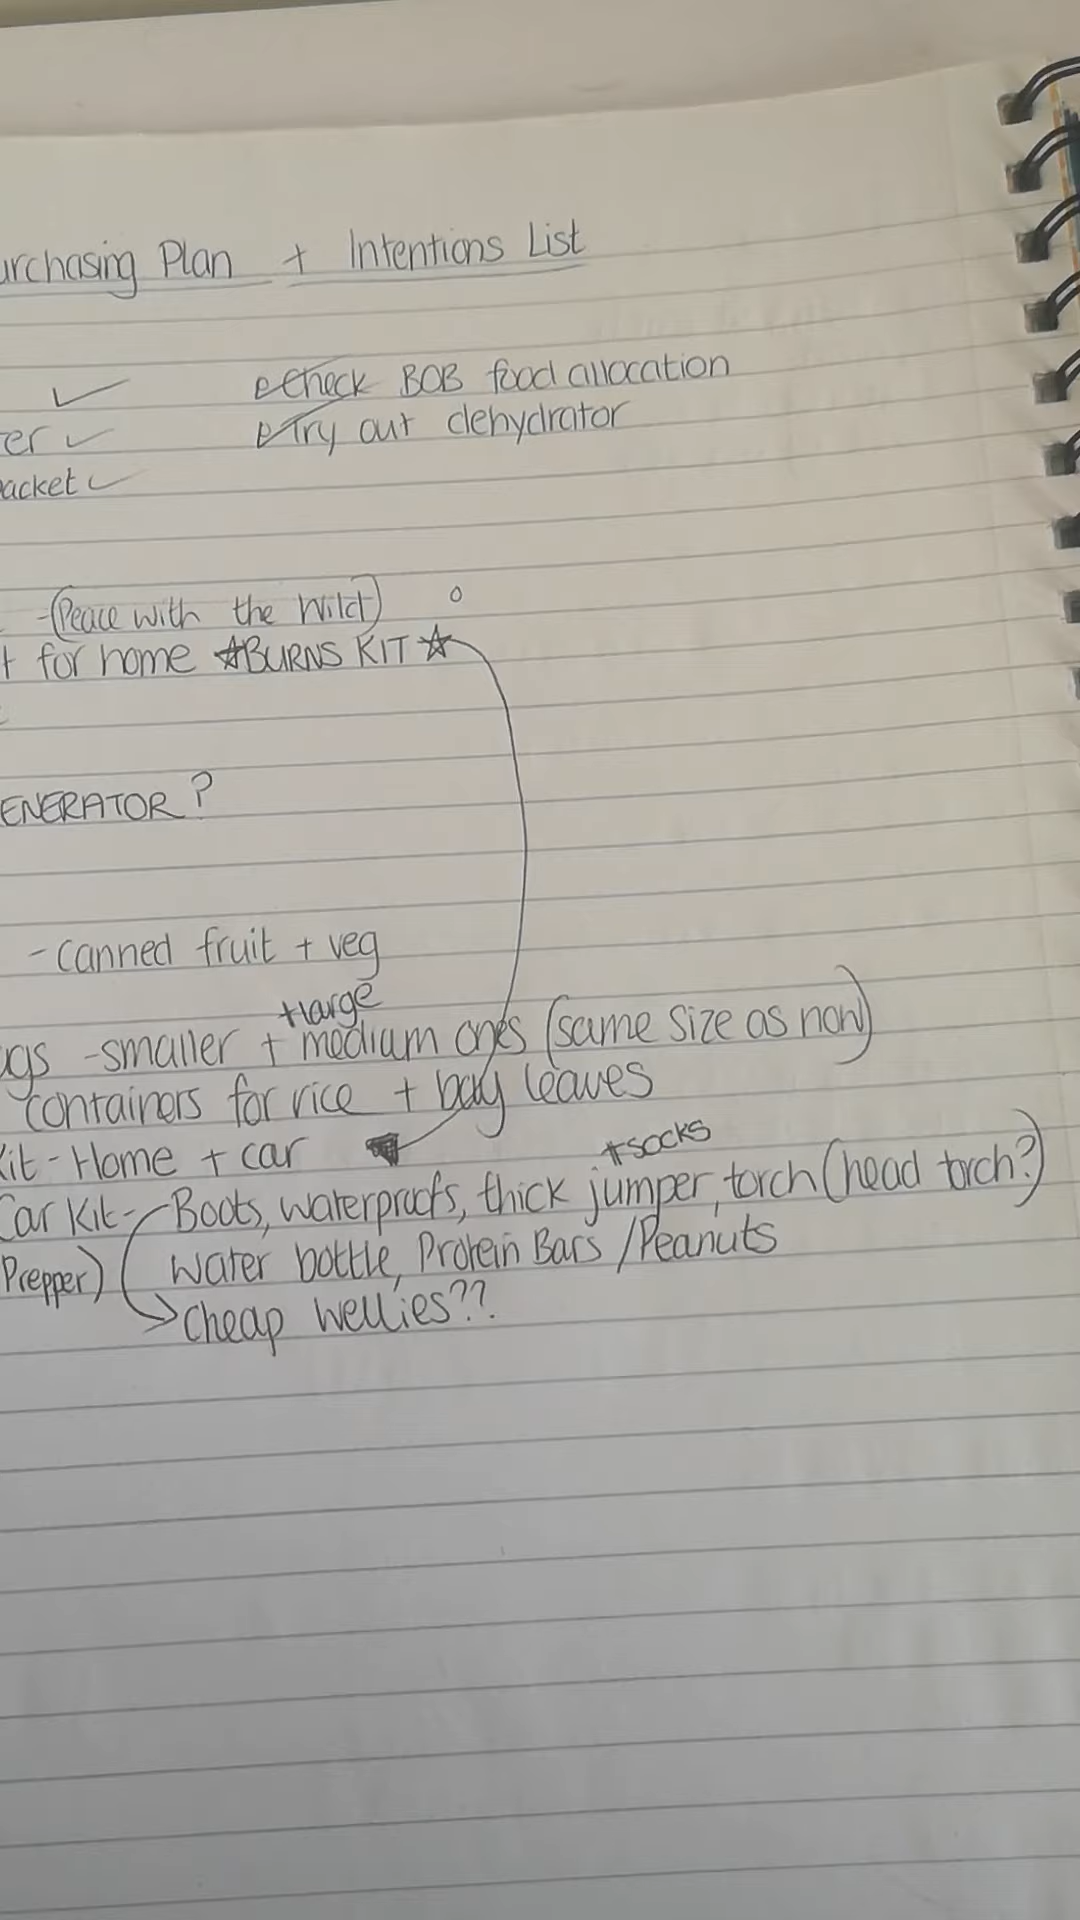 urchasing Plan + Intentions List
✓ Check BOB food allocation
er ✓ Try out dehydrator
acket ✓
- (Peace with the Wild)
t for home ☆BURNS KIT☆
ENERATOR?
- canned fruit + veg
+large
gs - smaller + medium ones (same size as now)
containers for rice + bay leaves
Kit - Home + car
+socks
Car Kit - Boots, waterproofs, thick jumper, torch (head torch?)
Prepper) water bottle, Protein Bars / Peanuts
→ cheap wellies??